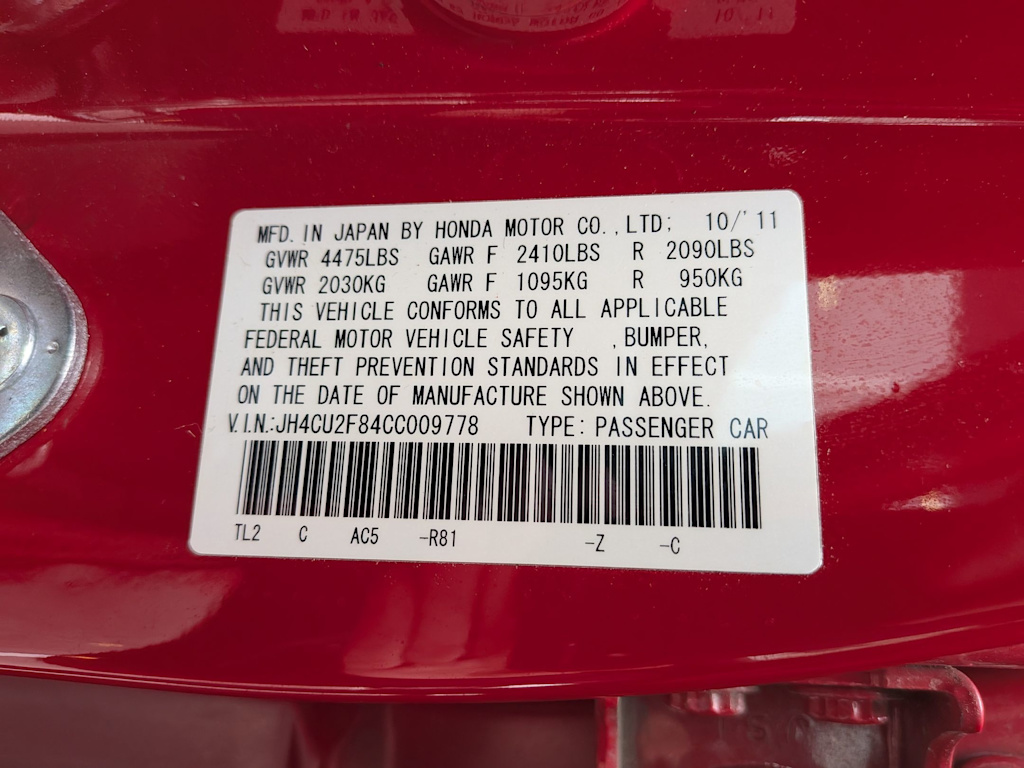 MFD. IN JAPAN BY HONDA MOTOR CO., LTD; 10/'11
GVWR 4475LBS GAWR F 2410LBS R 2090LBS
GVWR 2030KG GAWR F 1095KG R 950KG
THIS VEHICLE CONFORMS TO ALL APPLICABLE
FEDERAL MOTOR VEHICLE SAFETY , BUMPER,
AND THEFT PREVENTION STANDARDS IN EFFECT
ON THE DATE OF MANUFACTURE SHOWN ABOVE.
V.I.N.:JH4CU2F84CC009778 TYPE: PASSENGER CAR
TL2 C AC5 -R81 -Z -C